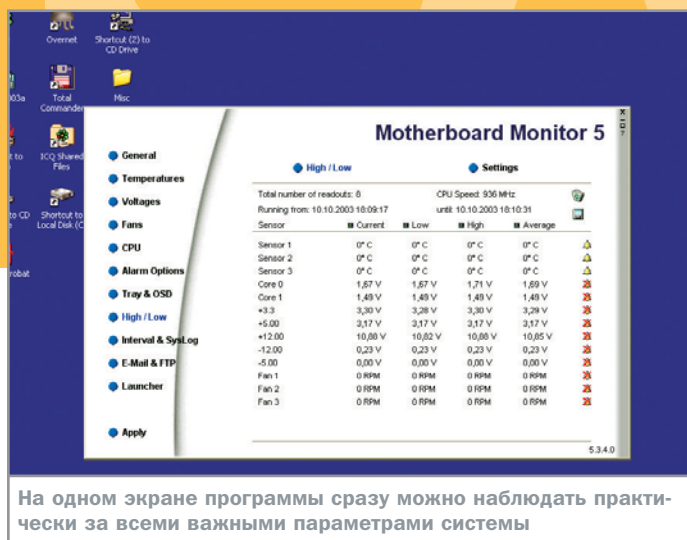 Overnet
Shortcut (2) to
CD Drive
003a
Total
Commander
Misc
to
ICQ Shared
Files
to CD
Shortcut to
Local Disk (C
robat
Motherboard Monitor 5
General
Temperatures
Voltages
Fans
CPU
Alarm Options
Tray & OSD
High / Low
Interval & SysLog
E-Mail & FTP
Launcher
Apply
High / Low Settings
Total number of readouts: 8 CPU Speed: 936 MHz
Running from: 10.10.2003 18:09:17 until: 10.10.2003 18:10:31
Sensor Current Low High Average
Sensor 1 0° C 0° C 0° C 0° C
Sensor 2 0° C 0° C 0° C 0° C
Sensor 3 0° C 0° C 0° C 0° C
Core 0 1,67 V 1,67 V 1,71 V 1,69 V
Core 1 1,49 V 1,49 V 1,49 V 1,49 V
+3.3 3,30 V 3,28 V 3,30 V 3,29 V
+5.00 3,17 V 3,17 V 3,17 V 3,17 V
+12.00 10,88 V 10,82 V 10,88 V 10,85 V
-12.00 0,23 V 0,23 V 0,23 V 0,23 V
-5.00 0,00 V 0,00 V 0,00 V 0,00 V
Fan 1 0 RPM 0 RPM 0 RPM 0 RPM
Fan 2 0 RPM 0 RPM 0 RPM 0 RPM
Fan 3 0 RPM 0 RPM 0 RPM 0 RPM
5.3.4.0
На одном экране программы сразу можно наблюдать практи-
чески за всеми важными параметрами системы